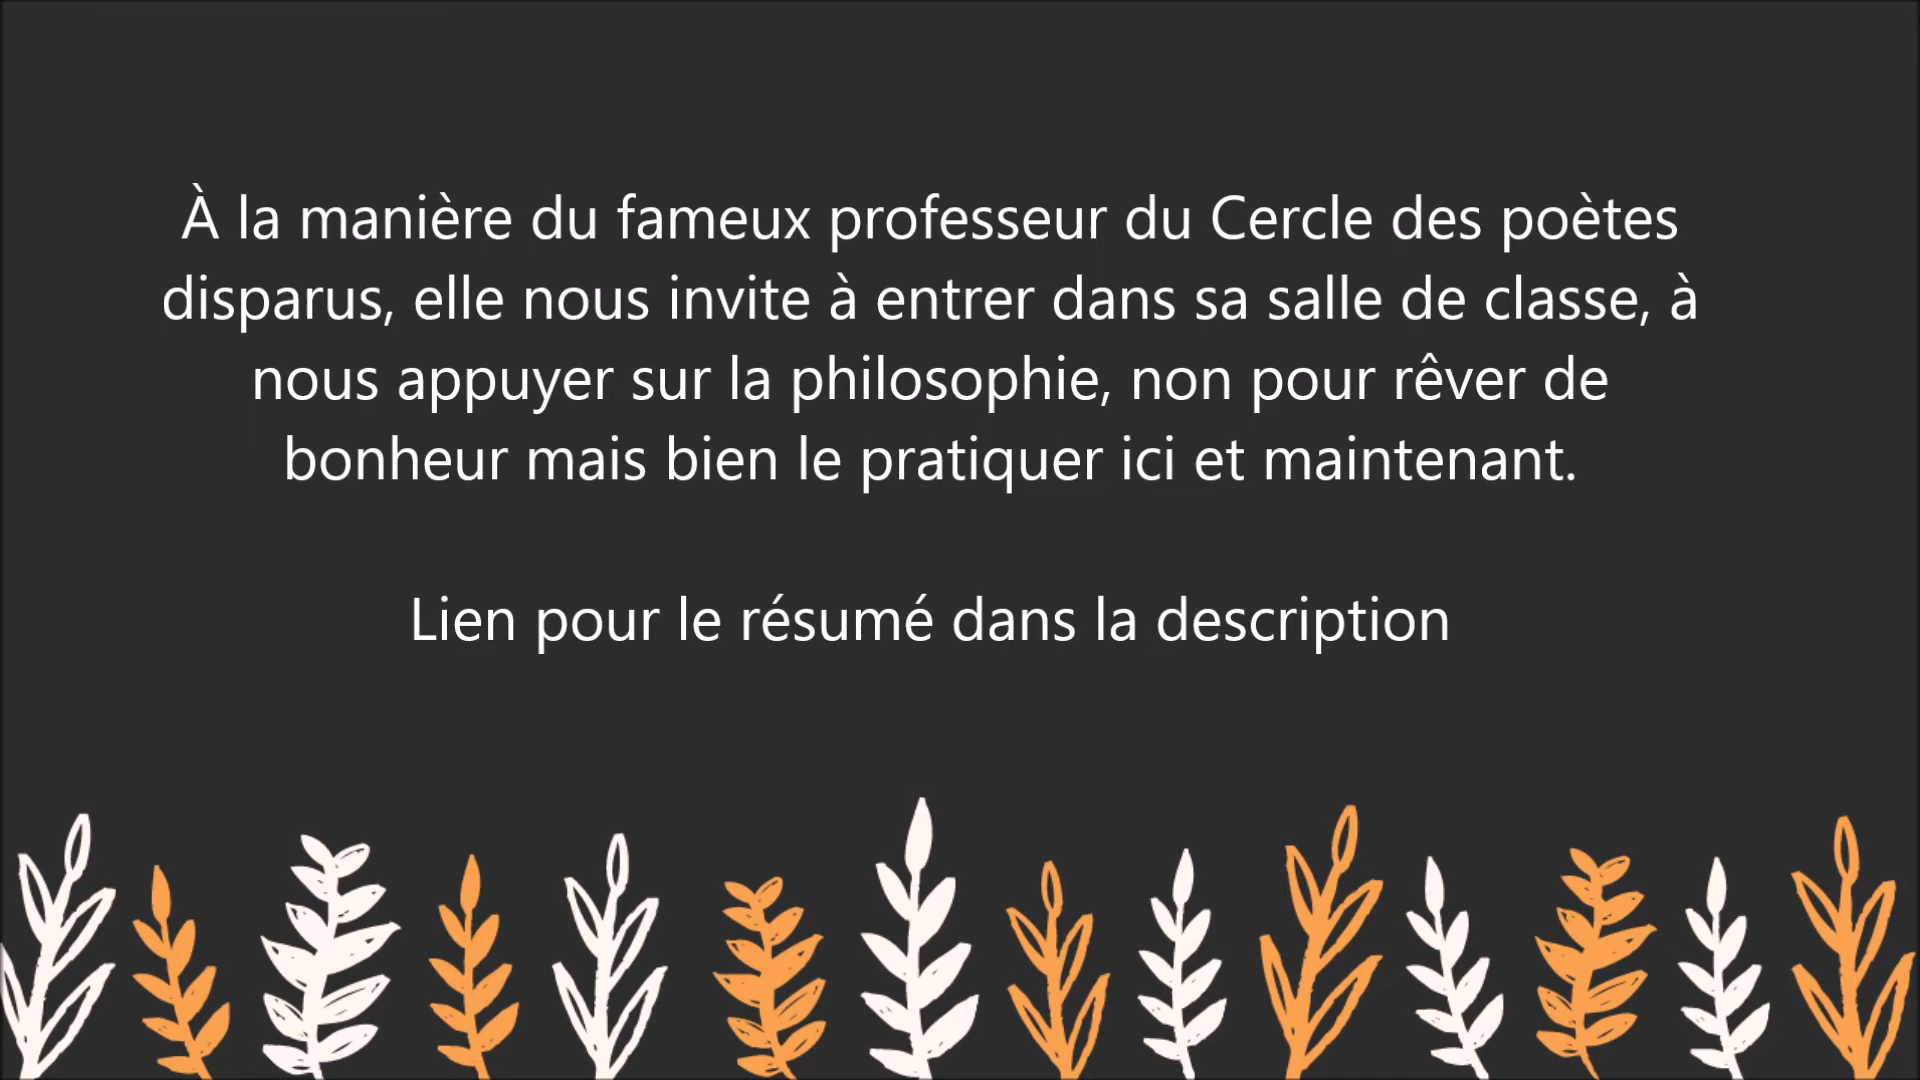 À la manière du fameux professeur du Cercle des poètes
disparus, elle nous invite à entrer dans sa salle de classe, à
nous appuyer sur la philosophie, non pour rêver de
bonheur mais bien le pratiquer ici et maintenant.
Lien pour le résumé dans la description